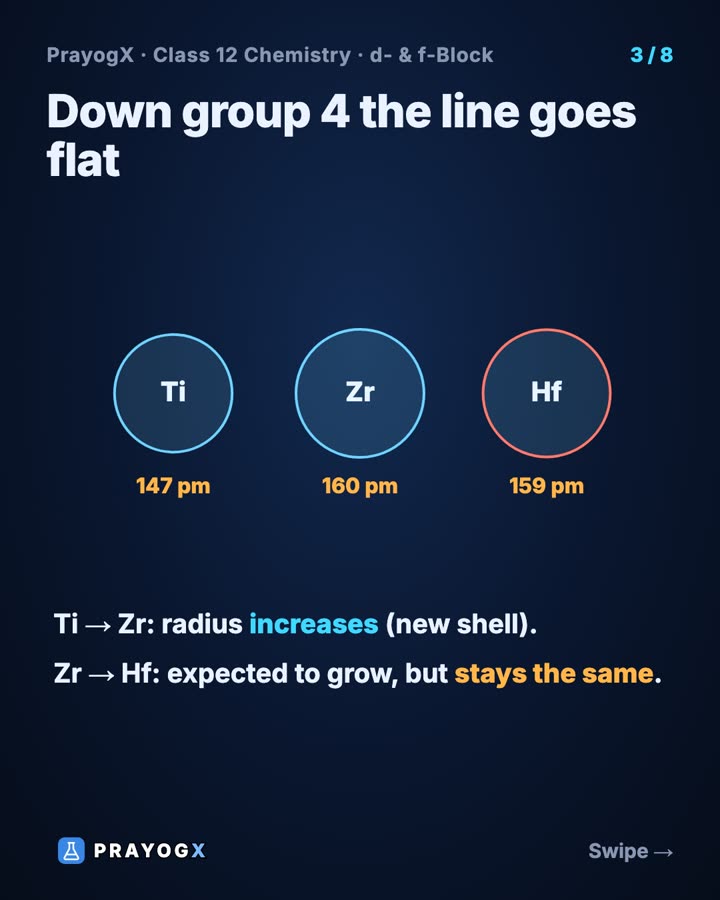 PrayogX · Class 12 Chemistry · d- & f-Block 3 / 8
Down group 4 the line goes
flat
Ti Zr Hf
147 pm 160 pm 159 pm
Ti → Zr: radius increases (new shell).
Zr → Hf: expected to grow, but stays the same.
PRAYOGX Swipe →